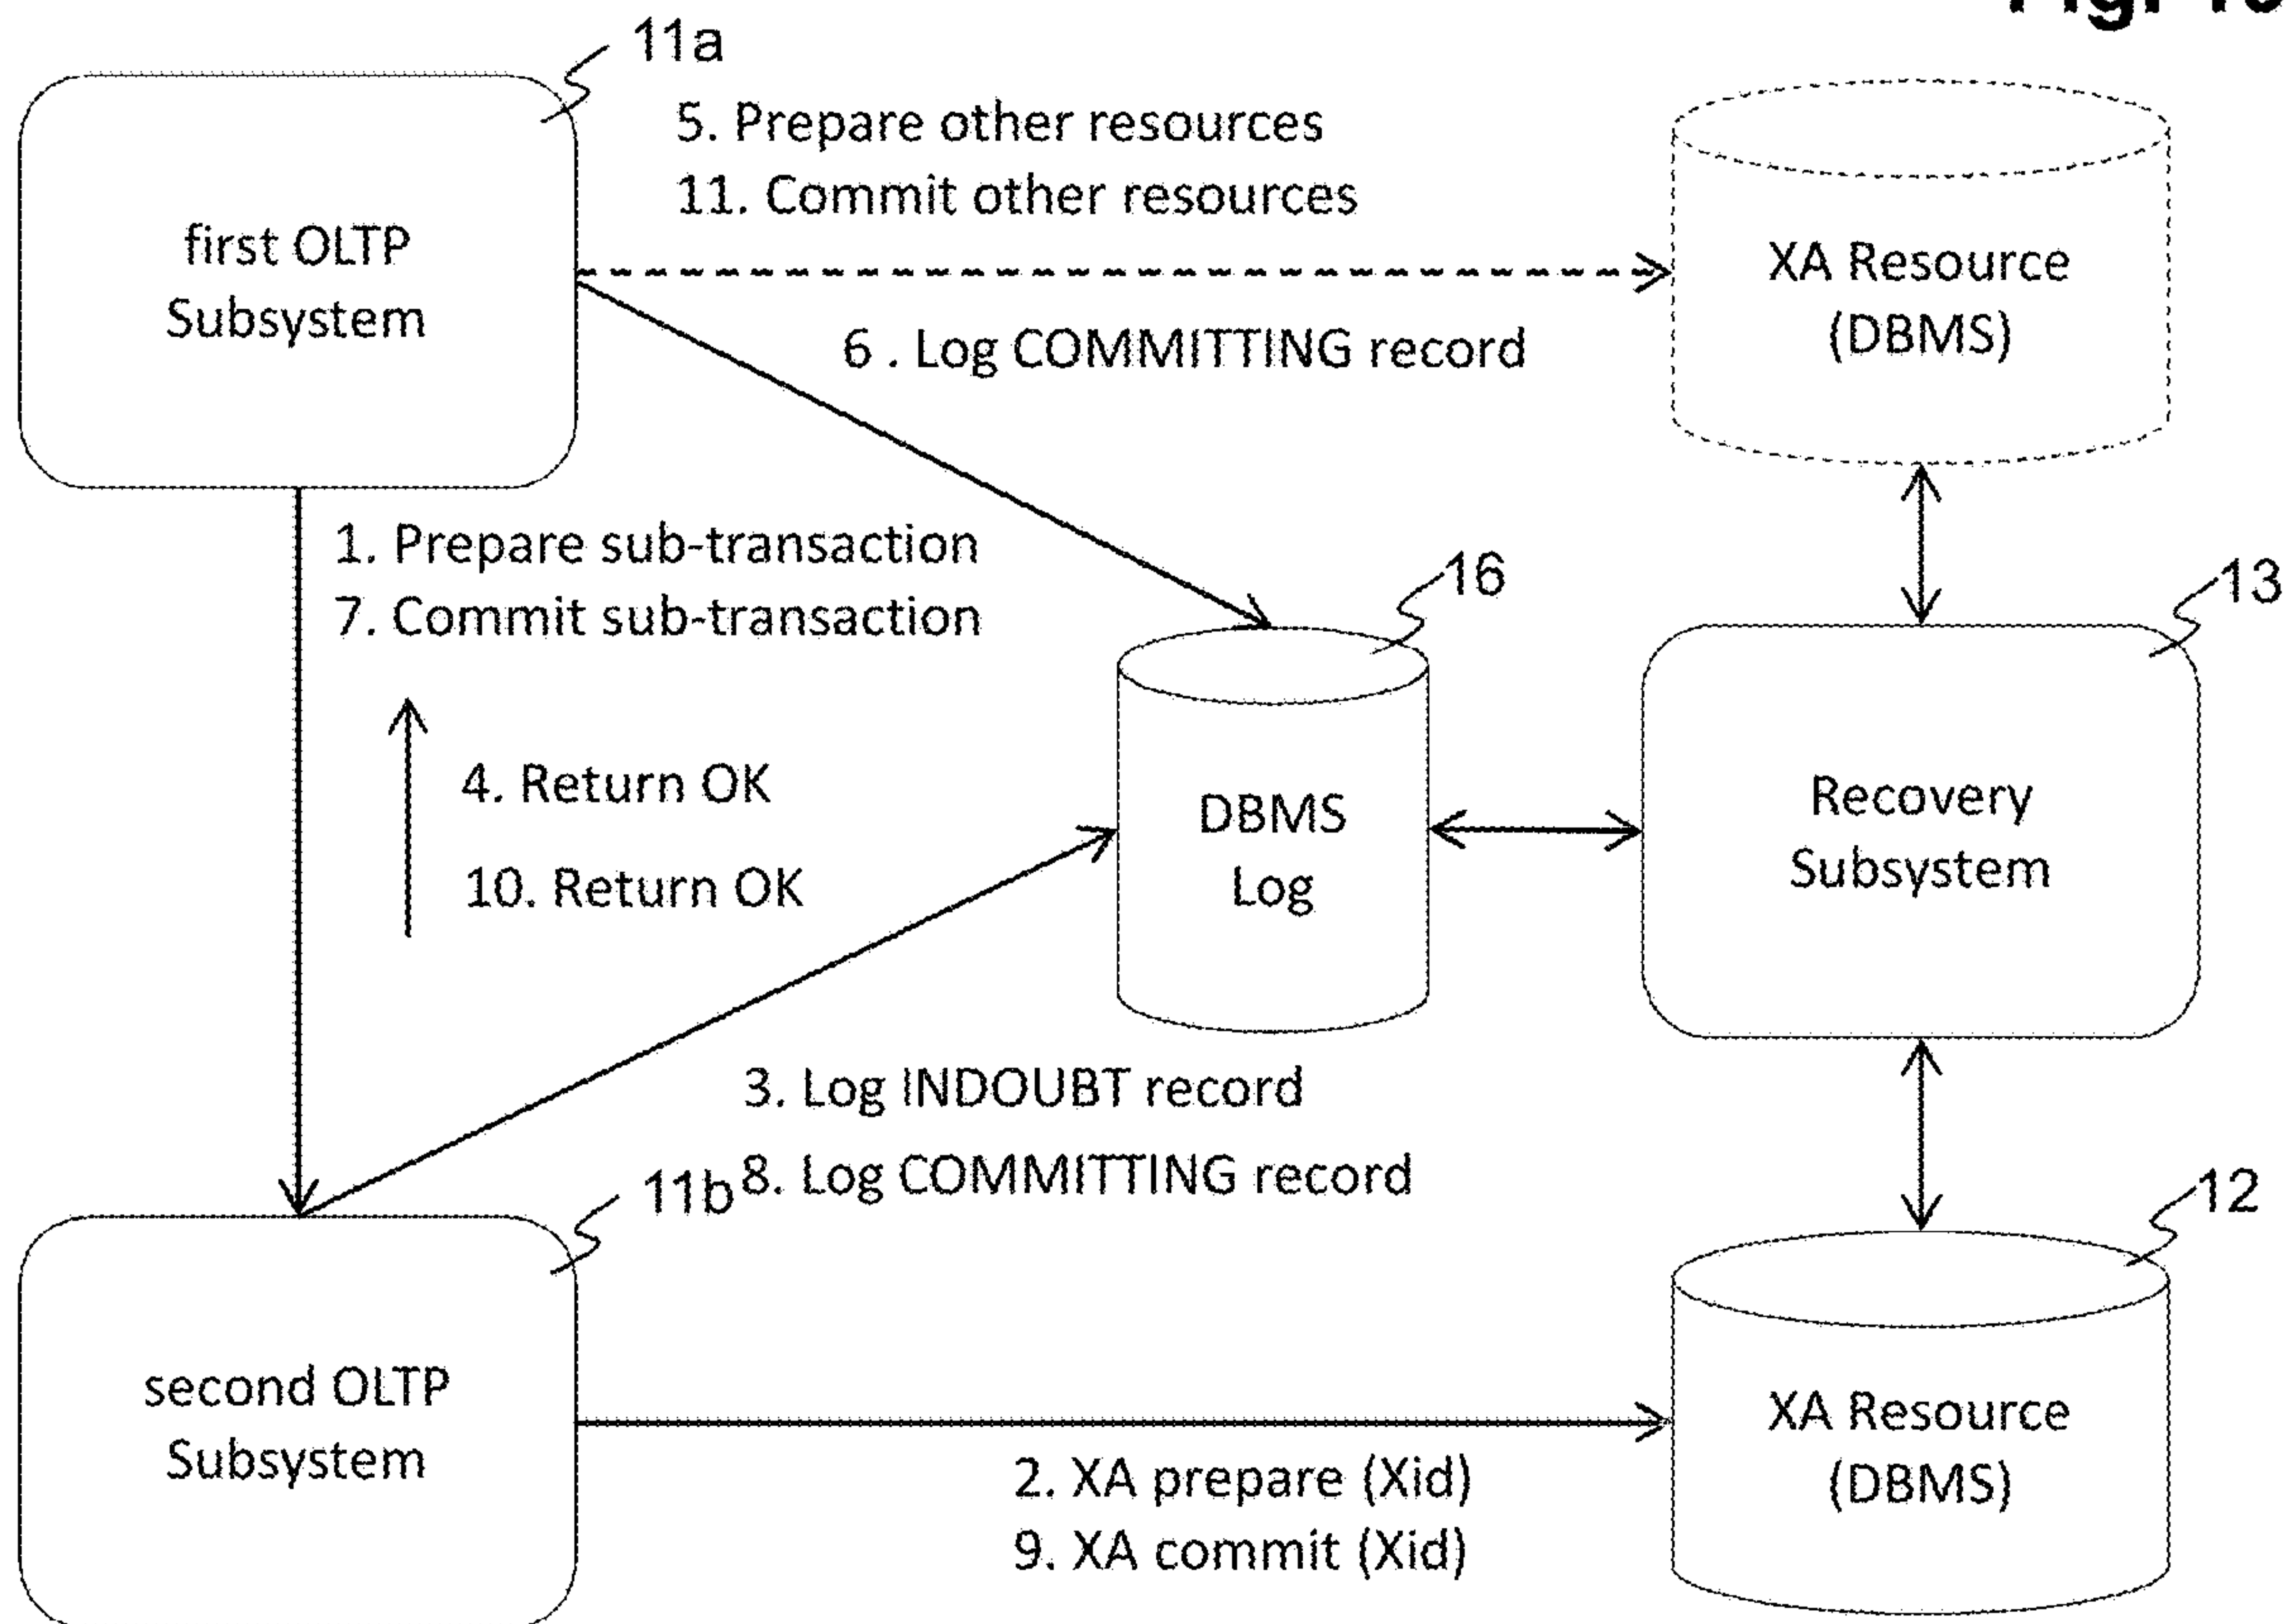 11a
5. Prepare other resources
11. Commit other resources
first OLTP
Subsystem
XA Resource
(DBMS)
6 . Log COMMITTING record
1. Prepare sub-transaction
7. Commit sub-transaction
16
13
4. Return OK
10. Return OK
DBMS
Log
Recovery
Subsystem
3. Log INDOUBT record
8. Log COMMITTING record
11b
12
second OLTP
Subsystem
XA Resource
(DBMS)
2. XA prepare (Xid)
9. XA commit (Xid)